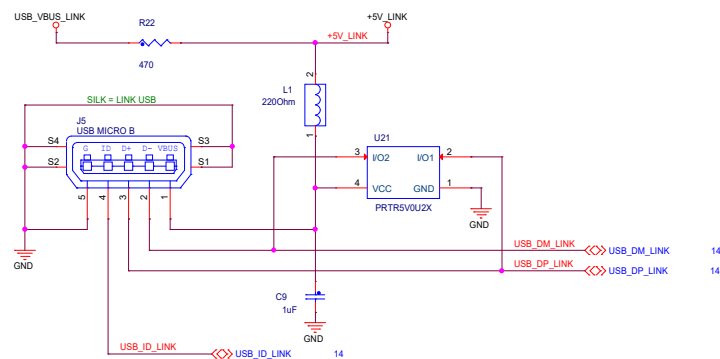 USB_VBUS_LINK
R22
470
+5V_LINK
+5V_LINK
L1
220Ohm
2
1
SILK = LINK USB
J5
USB MICRO B
S4
S2
S3
S1
G ID D+ D- VBUS
5 4 3 2 1
GND
U21
3 I/O2 I/O1 2
4 VCC GND 1
PRTR5V0U2X
GND
USB_DM_LINK USB_DM_LINK 14
USB_DP_LINK USB_DP_LINK 14
C9
1uF
GND
USB_ID_LINK USB_ID_LINK 14